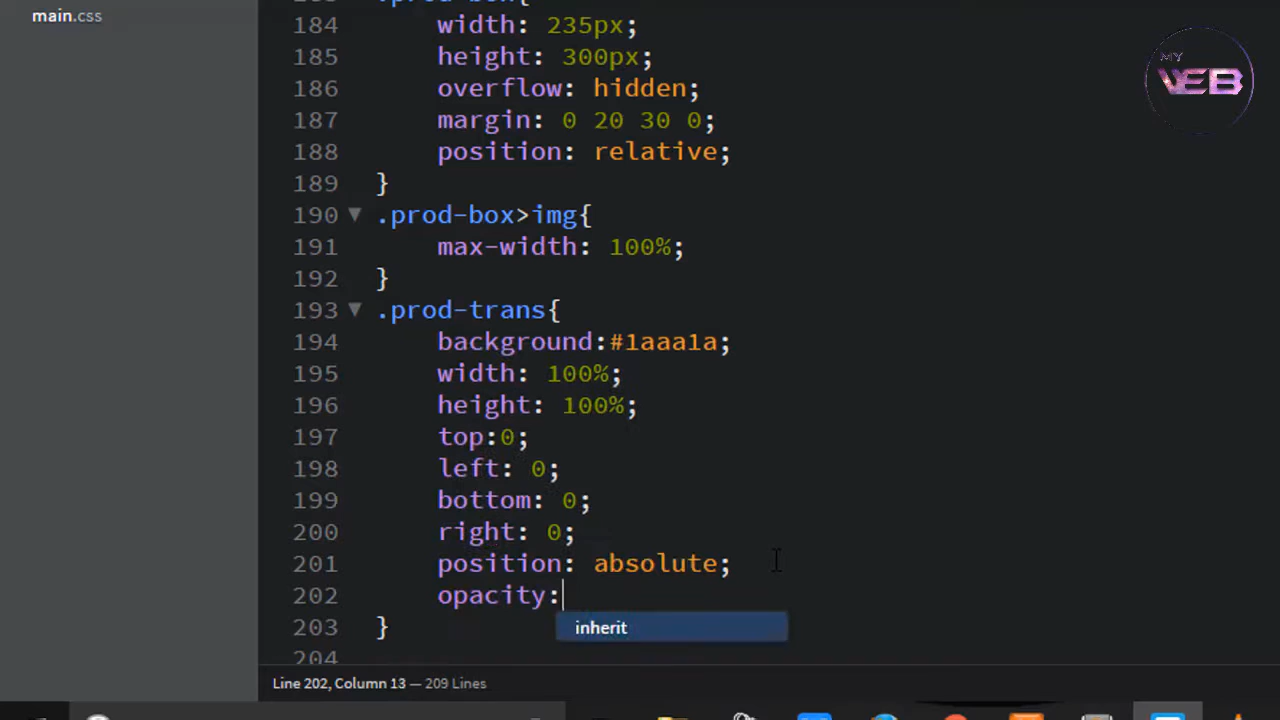 main.css
MY
WEB
184 width: 235px;
185 height: 300px;
186 overflow: hidden;
187 margin: 0 20 30 0;
188 position: relative;
189 }
190 .prod-box>img{
191 max-width: 100%;
192 }
193 .prod-trans{
194 background:#1aaa1a;
195 width: 100%;
196 height: 100%;
197 top:0;
198 left: 0;
199 bottom: 0;
200 right: 0;
201 position: absolute;
202 opacity:
inherit
203 }
204
Line 202, Column 13 — 209 Lines